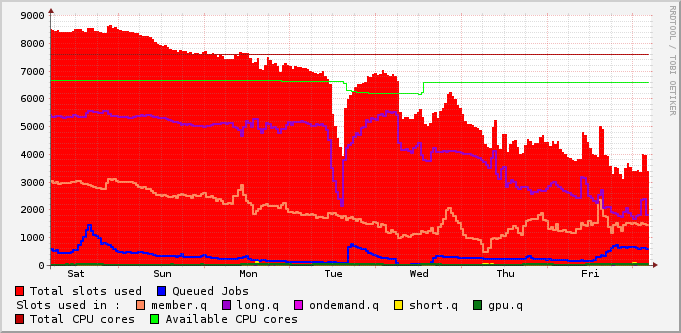 9000
8000
7000
6000
5000
4000
3000
2000
1000
0
Sat Sun Mon Tue Wed Thu Fri
RRDTOOL / TOBI OETIKER
Total slots used Queued Jobs
Slots used in : member.q long.q ondemand.q short.q gpu.q
Total CPU cores Available CPU cores